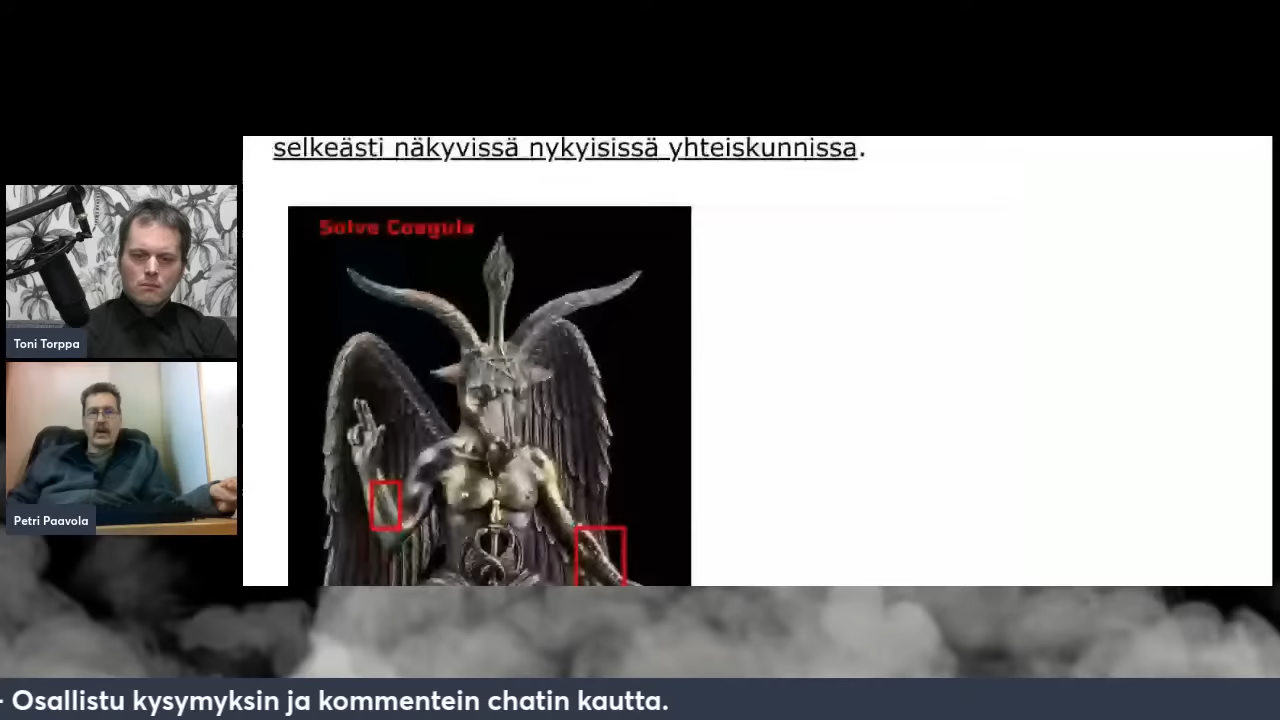 selkeästi näkyvissä nykyisissä yhteiskunnissa.
Solve Coagula
Toni Torppa
Petri Paavola
- Osallistu kysymyksin ja kommentein chatin kautta.